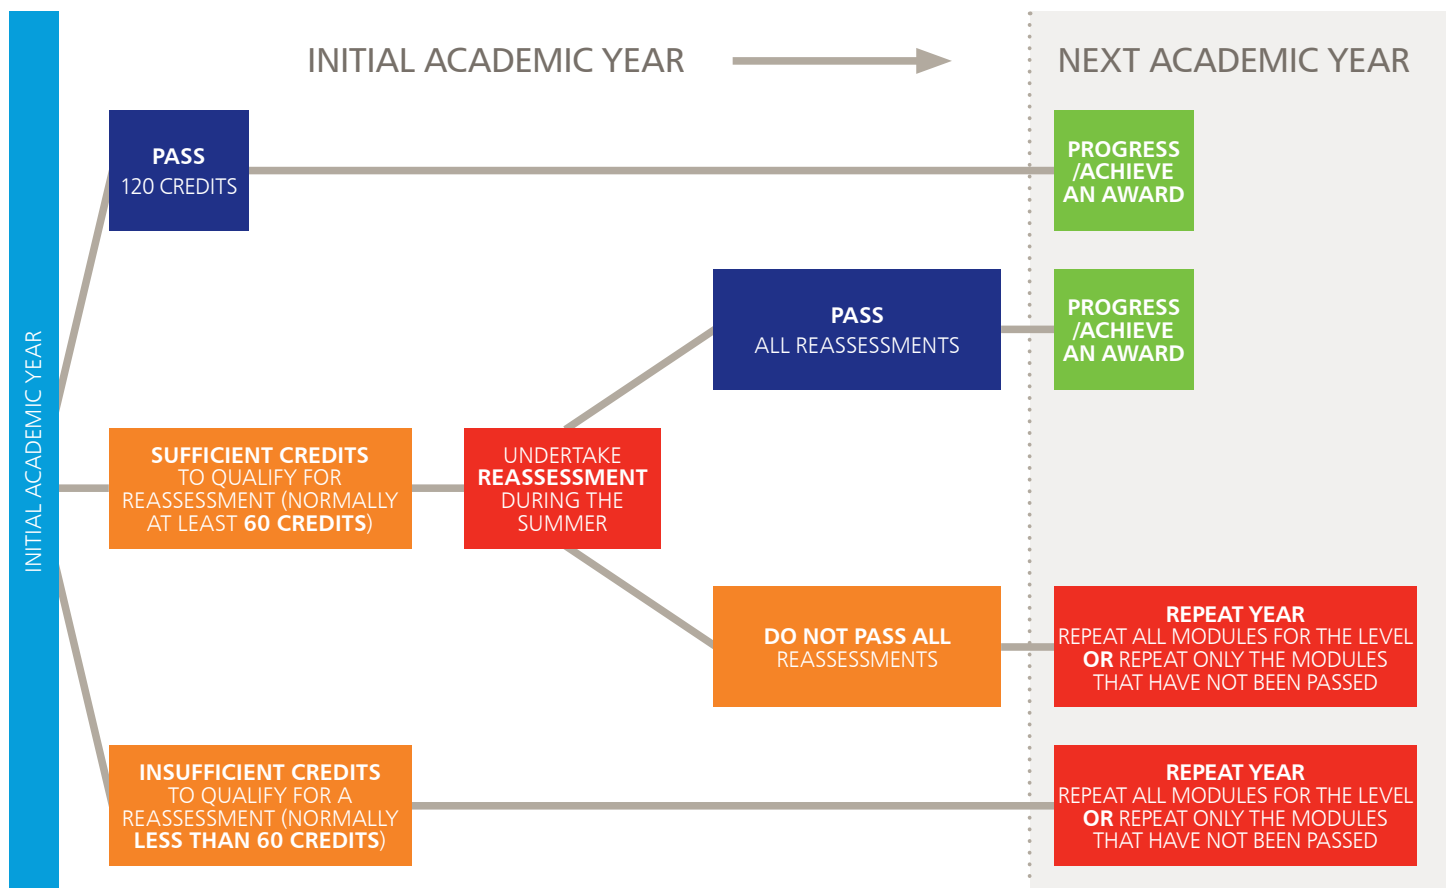 INITIAL ACADEMIC YEAR
NEXT ACADEMIC YEAR
INITIAL ACADEMIC YEAR
PASS
120 CREDITS
PROGRESS
/ACHIEVE
AN AWARD
PASS
ALL REASSESSMENTS
PROGRESS
/ACHIEVE
AN AWARD
SUFFICIENT CREDITS
TO QUALIFY FOR
REASSESSMENT (NORMALLY
AT LEAST 60 CREDITS)
UNDERTAKE
REASSESSMENT
DURING THE
SUMMER
DO NOT PASS ALL
REASSESSMENTS
REPEAT YEAR
REPEAT ALL MODULES FOR THE LEVEL
OR REPEAT ONLY THE MODULES
THAT HAVE NOT BEEN PASSED
INSUFFICIENT CREDITS
TO QUALIFY FOR A
REASSESSMENT (NORMALLY
LESS THAN 60 CREDITS)
REPEAT YEAR
REPEAT ALL MODULES FOR THE LEVEL
OR REPEAT ONLY THE MODULES
THAT HAVE NOT BEEN PASSED